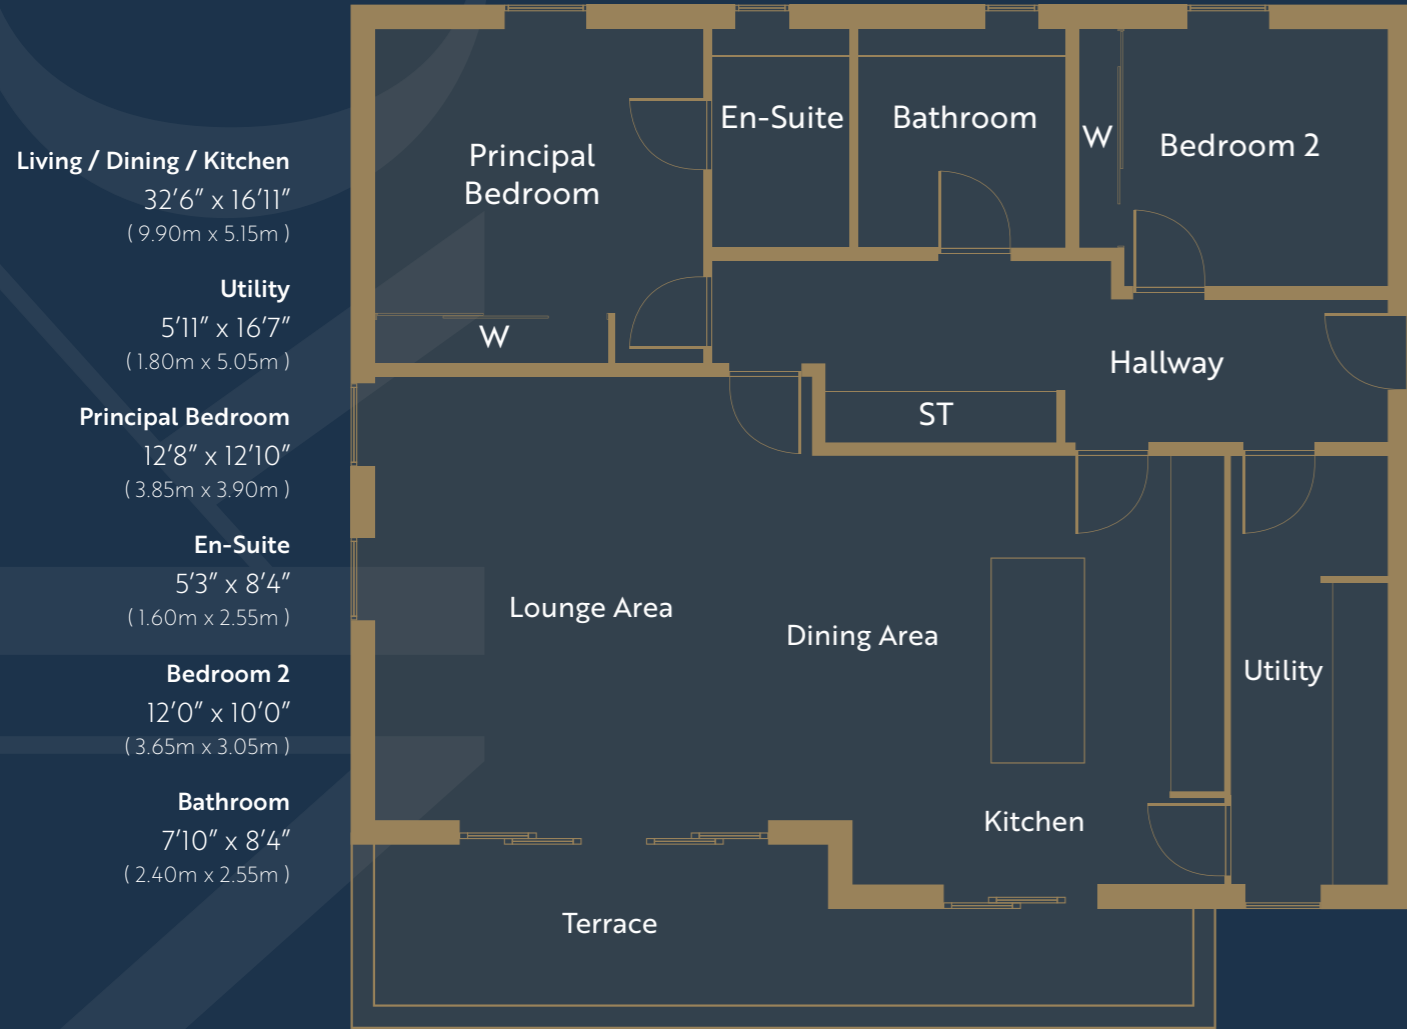 Living / Dining / Kitchen
32’6” x 16’11”
( 9.90m x 5.15m )
Utility
5’11” x 16’7”
( 1.80m x 5.05m )
Principal Bedroom
12’8” x 12’10”
( 3.85m x 3.90m )
En-Suite
5’3” x 8’4”
( 1.60m x 2.55m )
Bedroom 2
12’0” x 10’0”
( 3.65m x 3.05m )
Bathroom
7’10” x 8’4”
( 2.40m x 2.55m )
Principal
Bedroom
En-Suite
Bathroom
W
Bedroom 2
W
Hallway
ST
Lounge Area
Dining Area
Utility
Kitchen
Terrace